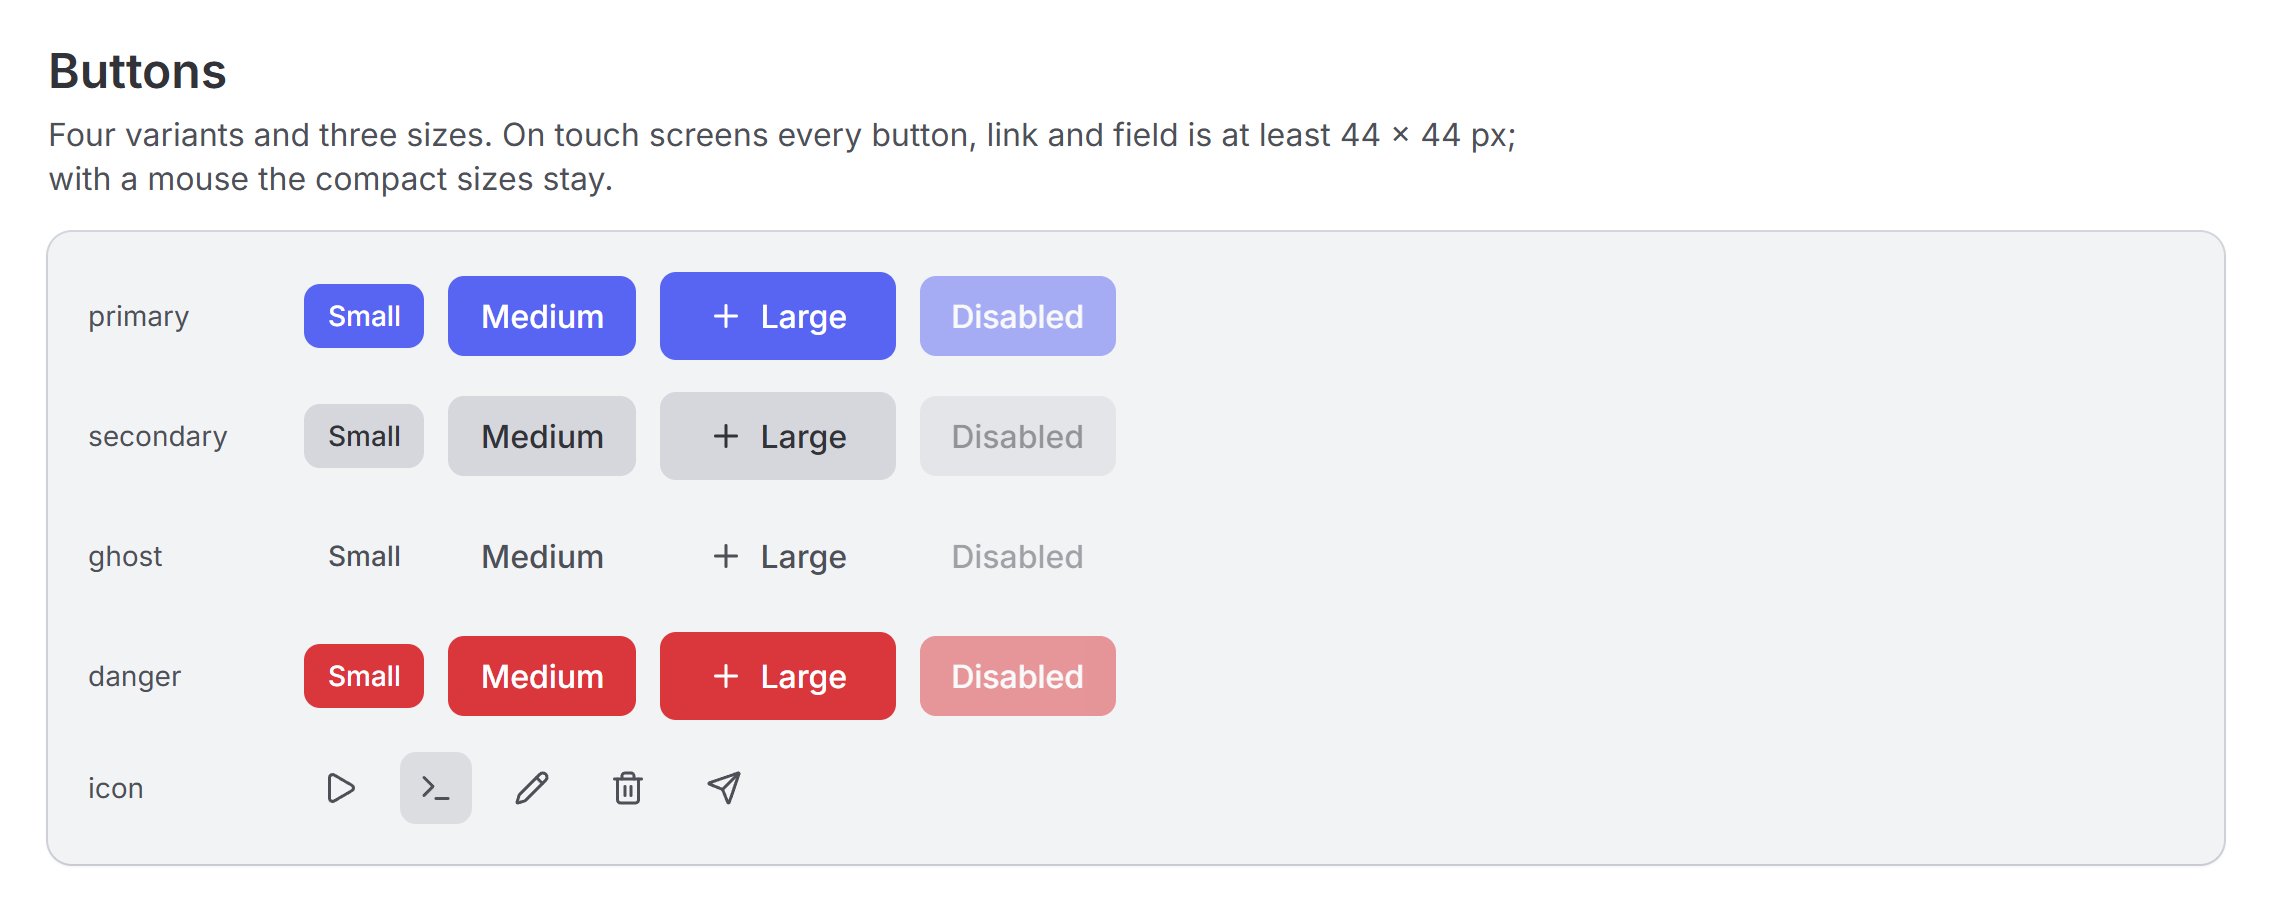 Buttons
Four variants and three sizes. On touch screens every button, link and field is at least 44 × 44 px;
with a mouse the compact sizes stay.
primary Small Medium + Large Disabled
secondary Small Medium + Large Disabled
ghost Small Medium + Large Disabled
danger Small Medium + Large Disabled
icon